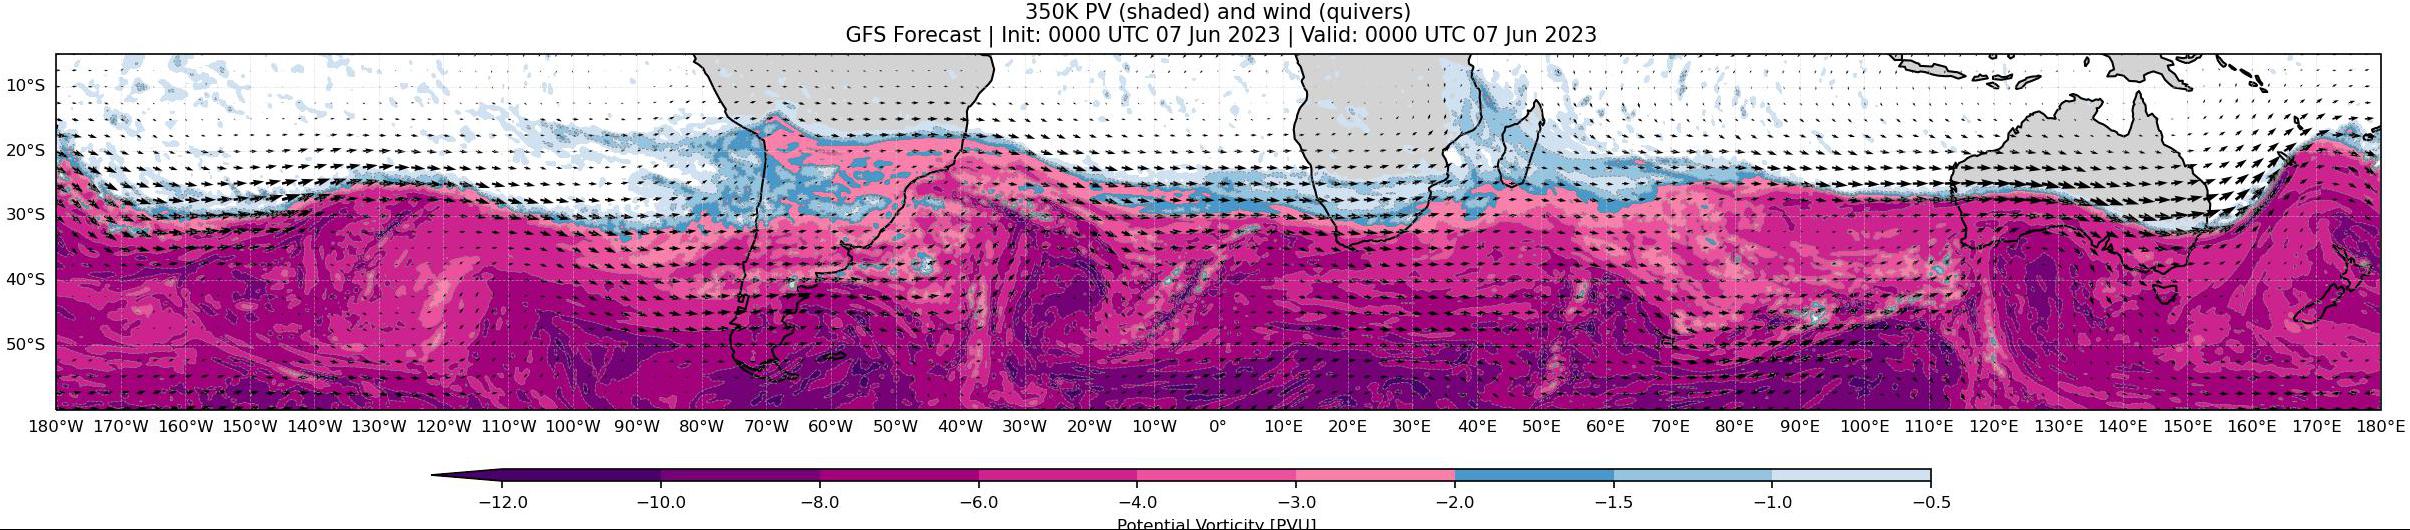 350K PV (shaded) and wind (quivers)
GFS Forecast | Init: 0000 UTC 07 Jun 2023 | Valid: 0000 UTC 07 Jun 2023
10°S
20°S
30°S
40°S
50°S
180°W 170°W 160°W 150°W 140°W 130°W 120°W 110°W 100°W 90°W 80°W 70°W 60°W 50°W 40°W 30°W 20°W 10°W 0° 10°E 20°E 30°E 40°E 50°E 60°E 70°E 80°E 90°E 100°E 110°E 120°E 130°E 140°E 150°E 160°E 170°E 180°E
−12.0 −10.0 −8.0 −6.0 −4.0 −3.0 −2.0 −1.5 −1.0 −0.5
Potential Vorticity [PVU]